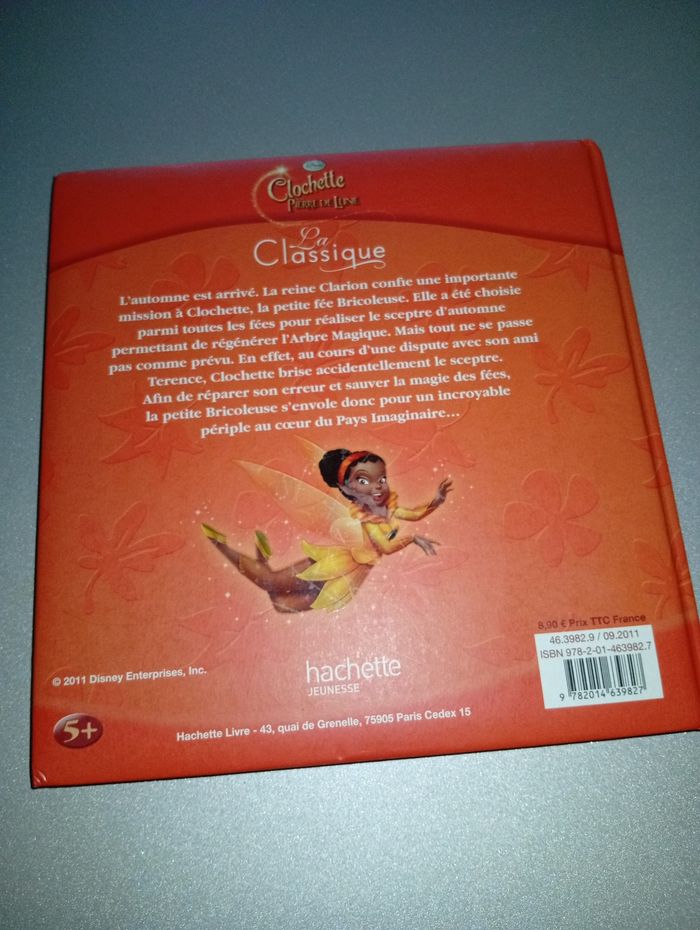 Disney
Clochette
et la
PIERRE DE LUNE
La
Classique
L'automne est arrivé. La reine Clarion confie une importante
mission à Clochette, la petite fée Bricoleuse. Elle a été choisie
parmi toutes les fées pour réaliser le sceptre d'automne
permettant de régénérer l'Arbre Magique. Mais tout ne se passe
pas comme prévu. En effet, au cours d'une dispute avec son ami
Terence, Clochette brise accidentellement le sceptre.
Afin de réparer son erreur et sauver la magie des fées,
la petite Bricoleuse s'envole donc pour un incroyable
périple au cœur du Pays Imaginaire...
8,90 € Prix TTC France
46.3982.9 / 09.2011
ISBN 978-2-01-463982.7
9 782014 639827
© 2011 Disney Enterprises, Inc.
hachette
JEUNESSE
5+
Hachette Livre - 43, quai de Grenelle, 75905 Paris Cedex 15